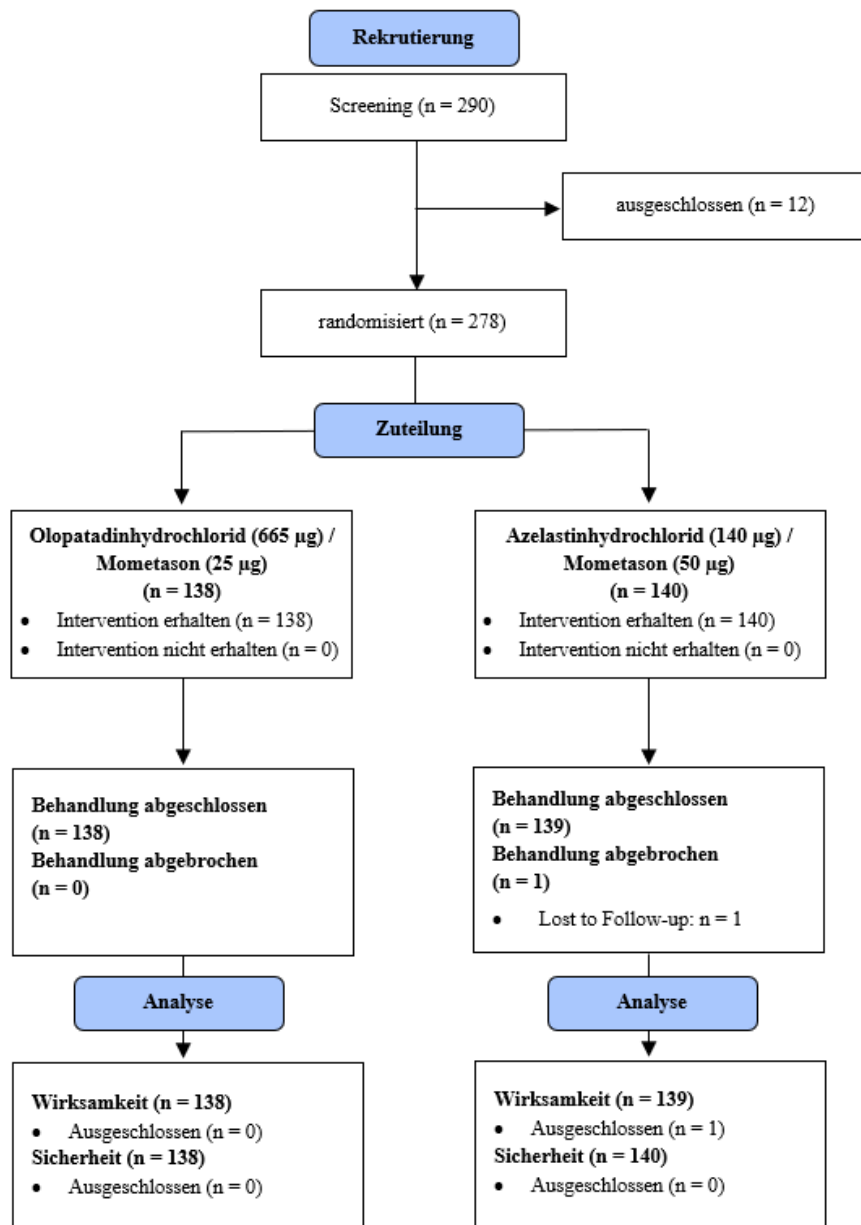 Rekrutierung
Screening (n = 290)
ausgeschlossen (n = 12)
randomisiert (n = 278)
Zuteilung
Olopatadinhydrochlorid (665 µg) /
Mometason (25 µg)
(n = 138)
• Intervention erhalten (n = 138)
• Intervention nicht erhalten (n = 0)
Azelastinhydrochlorid (140 µg) /
Mometason (50 µg)
(n = 140)
• Intervention erhalten (n = 140)
• Intervention nicht erhalten (n = 0)
Behandlung abgeschlossen
(n = 138)
Behandlung abgebrochen
(n = 0)
Behandlung abgeschlossen
(n = 139)
Behandlung abgebrochen
(n = 1)
• Lost to Follow-up: n = 1
Analyse
Analyse
Wirksamkeit (n = 138)
• Ausgeschlossen (n = 0)
Sicherheit (n = 138)
• Ausgeschlossen (n = 0)
Wirksamkeit (n = 139)
• Ausgeschlossen (n = 1)
Sicherheit (n = 140)
• Ausgeschlossen (n = 0)